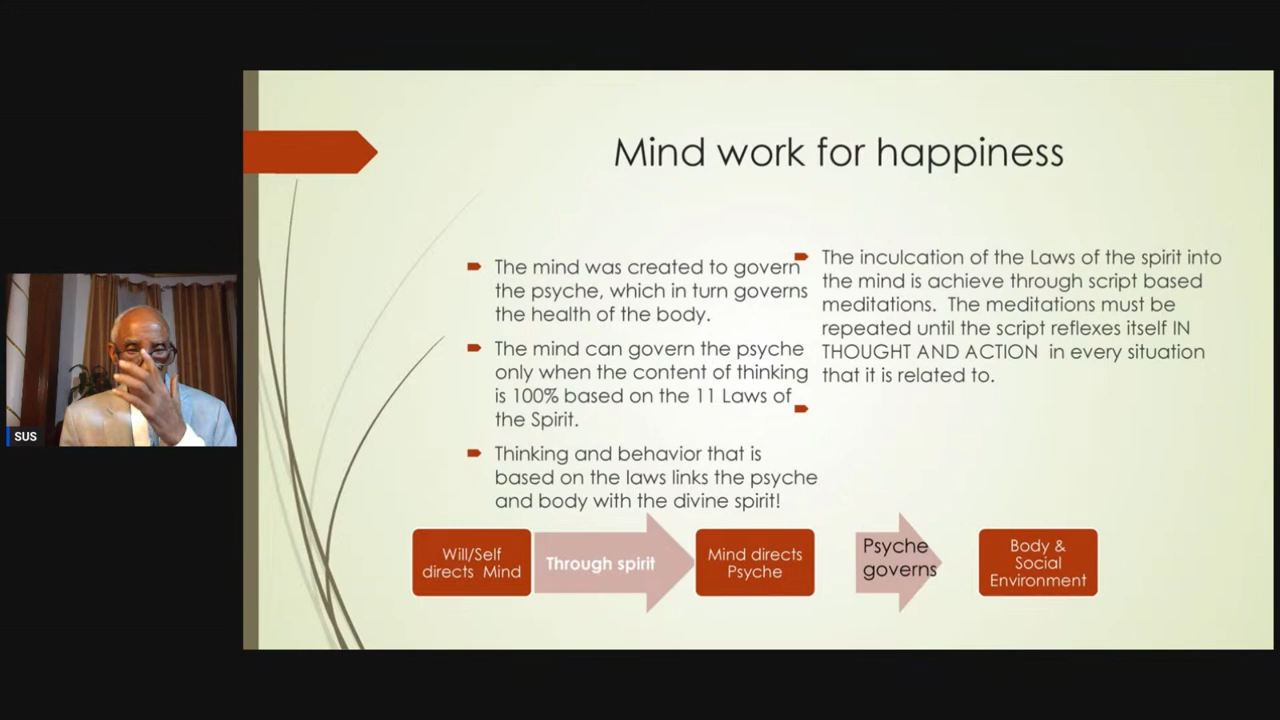 Mind work for happiness
The mind was created to govern
the psyche, which in turn governs
the health of the body.
The mind can govern the psyche
only when the content of thinking
is 100% based on the 11 Laws of
the Spirit.
Thinking and behavior that is
based on the laws links the psyche
and body with the divine spirit!
The inculcation of the Laws of the spirit into
the mind is achieve through script based
meditations.  The meditations must be
repeated until the script reflexes itself IN
THOUGHT AND ACTION  in every situation
that it is related to.
Will/Self
directs  Mind
Through spirit
Mind directs
Psyche
Psyche
governs
Body &
Social
Environment
SUS